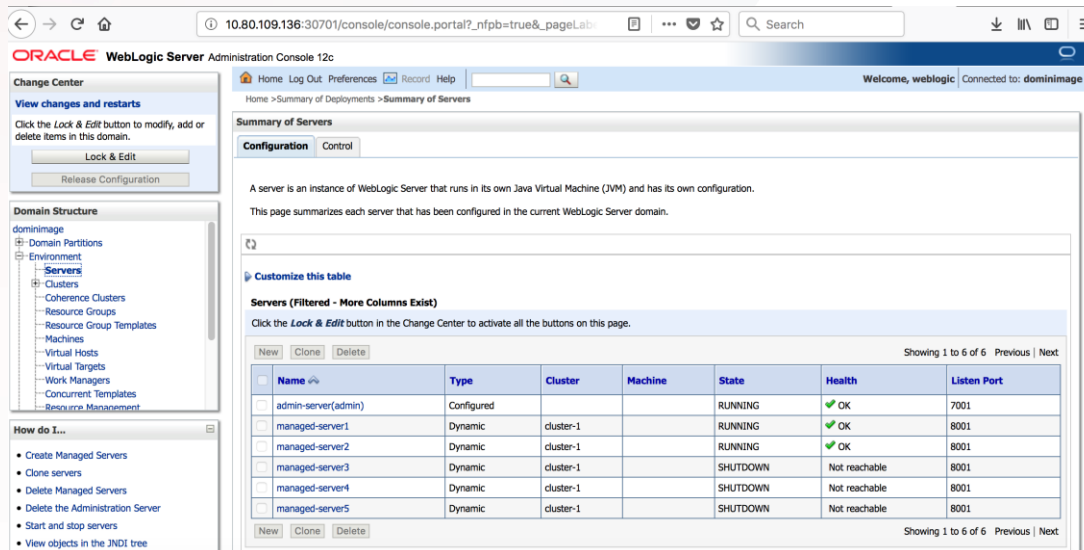 10.80.109.136:30701/console/console.portal?_nfpb=true&_pageLab
Search
ORACLE WebLogic Server Administration Console 12c
Change Center
View changes and restarts
Click the Lock & Edit button to modify, add or
delete items in this domain.
Lock & Edit
Release Configuration
Domain Structure
dominimage
Domain Partitions
Environment
Servers
Clusters
Coherence Clusters
Resource Groups
Resource Group Templates
Machines
Virtual Hosts
Virtual Targets
Work Managers
Concurrent Templates
Resource Management
How do I...
Create Managed Servers
Clone servers
Delete Managed Servers
Delete the Administration Server
Start and stop servers
View objects in the JNDI tree
Home Log Out Preferences Record Help
Welcome, weblogic Connected to: dominimage
Home >Summary of Deployments >Summary of Servers
Summary of Servers
Configuration Control
A server is an instance of WebLogic Server that runs in its own Java Virtual Machine (JVM) and has its own configuration.
This page summarizes each server that has been configured in the current WebLogic Server domain.
Customize this table
Servers (Filtered - More Columns Exist)
Click the Lock & Edit button in the Change Center to activate all the buttons on this page.
New Clone Delete Showing 1 to 6 of 6 Previous | Next
Name Type Cluster Machine State Health Listen Port
admin-server(admin) Configured RUNNING OK 7001
managed-server1 Dynamic cluster-1 RUNNING OK 8001
managed-server2 Dynamic cluster-1 RUNNING OK 8001
managed-server3 Dynamic cluster-1 SHUTDOWN Not reachable 8001
managed-server4 Dynamic cluster-1 SHUTDOWN Not reachable 8001
managed-server5 Dynamic cluster-1 SHUTDOWN Not reachable 8001
New Clone Delete Showing 1 to 6 of 6 Previous | Next